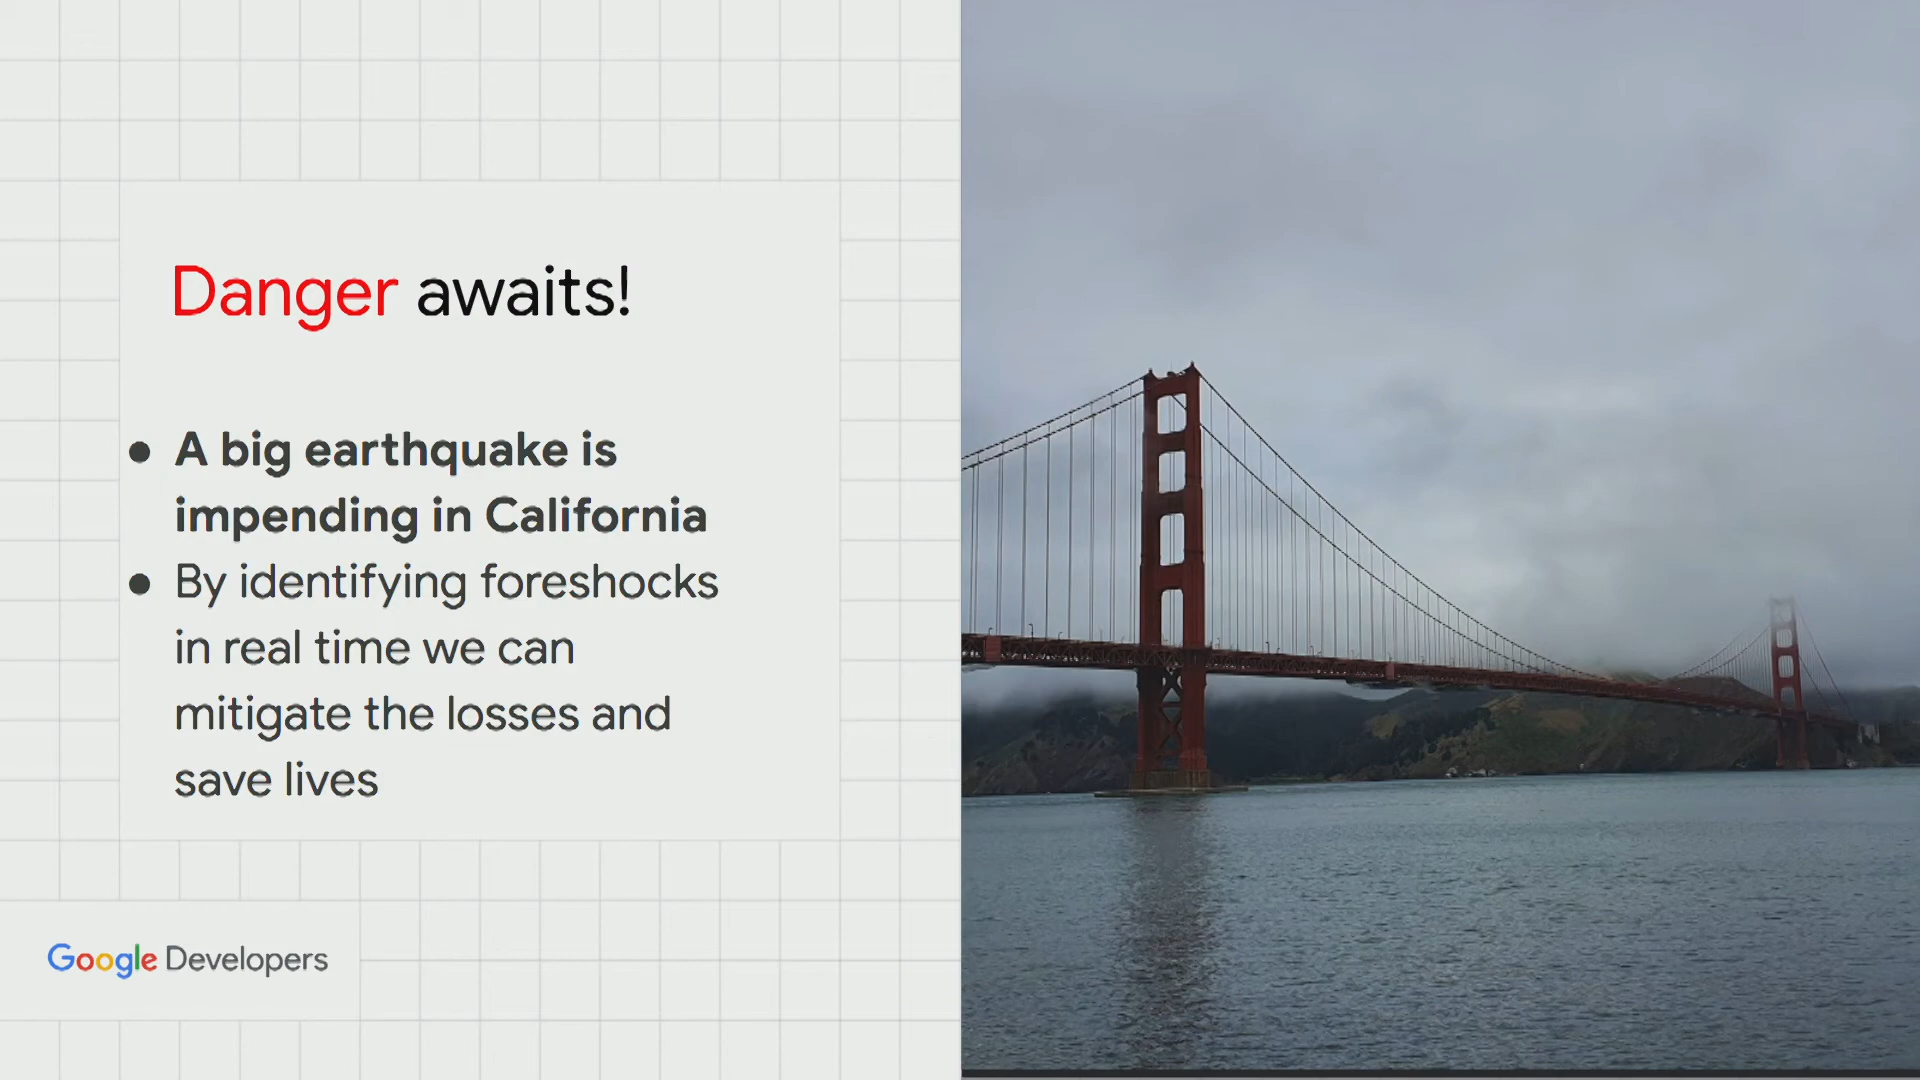 Danger awaits!
● A big earthquake is
impending in California
● By identifying foreshocks
in real time we can
mitigate the losses and
save lives
Google Developers